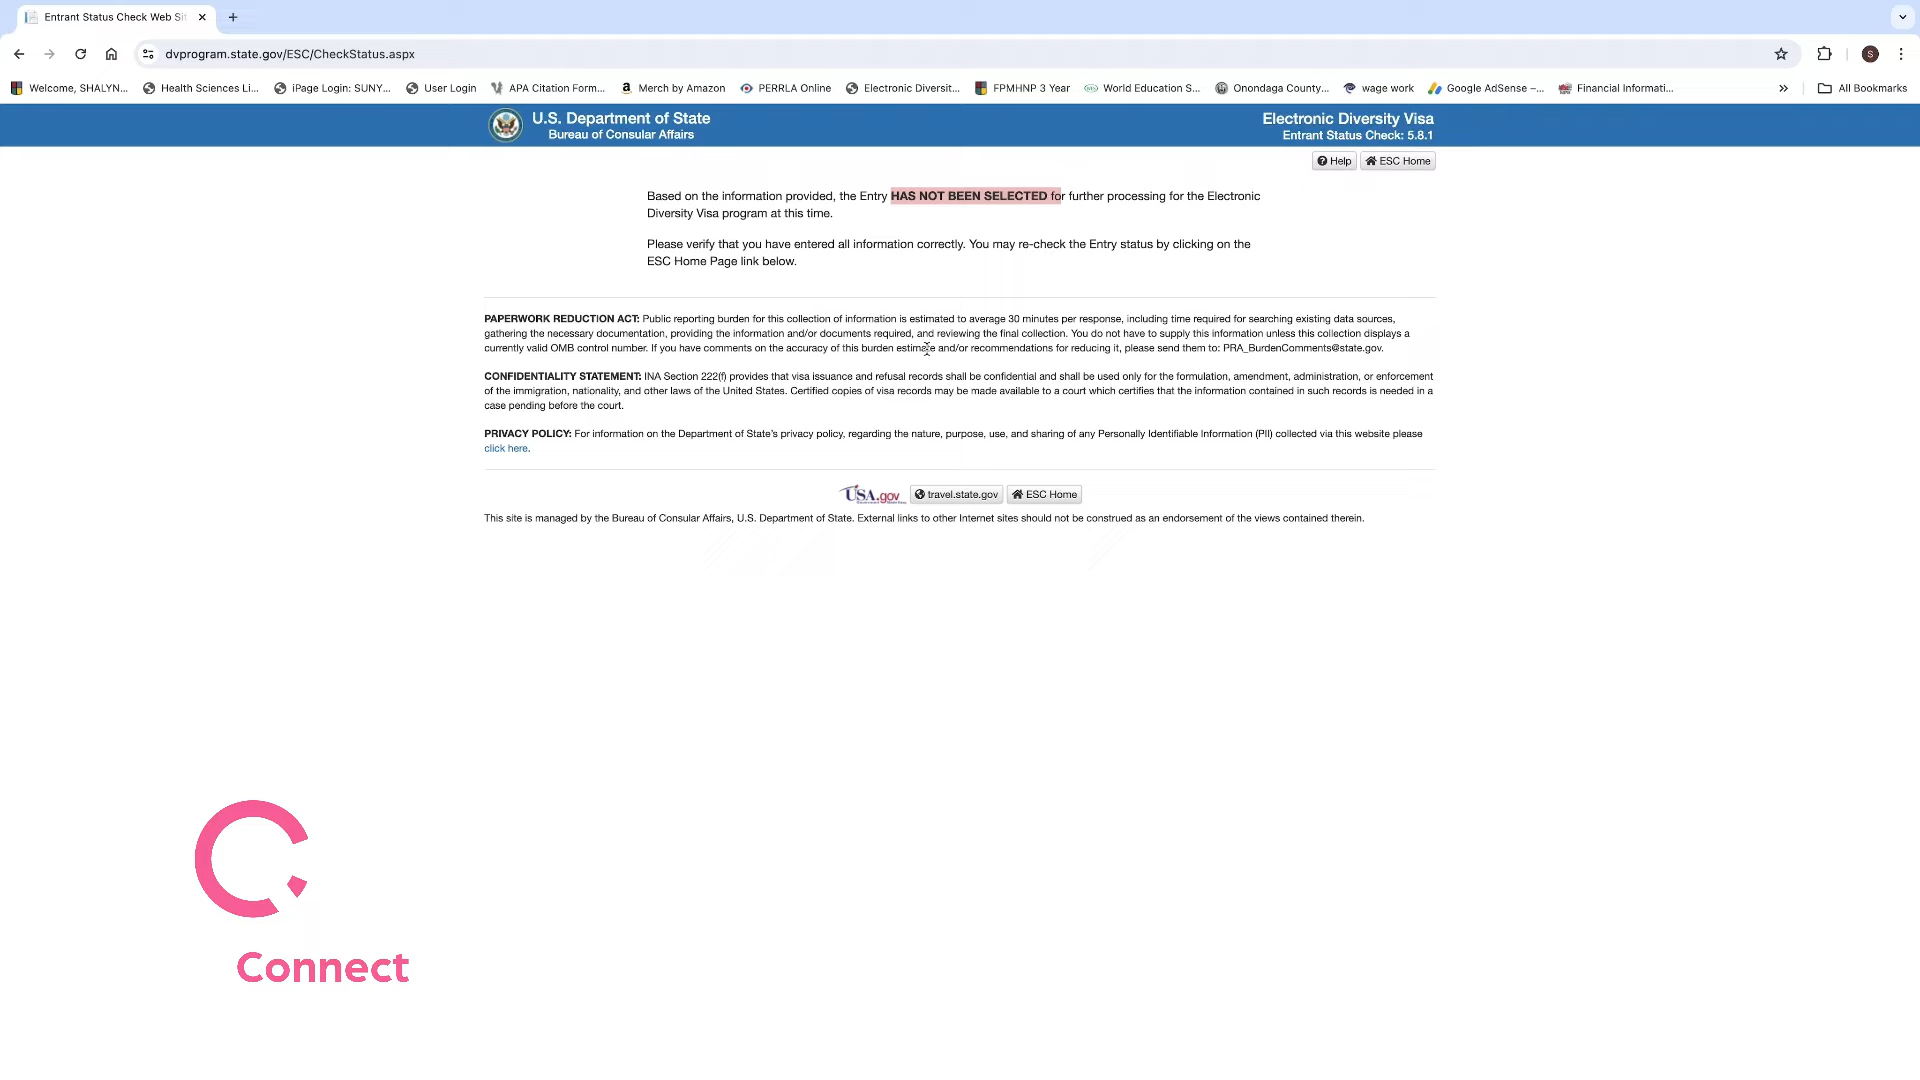 Entrant Status Check Web Sit
dvprogram.state.gov/ESC/CheckStatus.aspx
S
Welcome, SHALYN... Health Sciences Li... iPage Login: SUNY... User Login APA Citation Form... Merch by Amazon PERRLA Online Electronic Diversit... FPMHNP 3 Year World Education S... Onondaga County... wage work Google AdSense –... Financial Informati... All Bookmarks
U.S. Department of State
Bureau of Consular Affairs
Electronic Diversity Visa
Entrant Status Check: 5.8.1
Help ESC Home
Based on the information provided, the Entry HAS NOT BEEN SELECTED for further processing for the Electronic
Diversity Visa program at this time.
Please verify that you have entered all information correctly. You may re-check the Entry status by clicking on the
ESC Home Page link below.
PAPERWORK REDUCTION ACT: Public reporting burden for this collection of information is estimated to average 30 minutes per response, including time required for searching existing data sources,
gathering the necessary documentation, providing the information and/or documents required, and reviewing the final collection. You do not have to supply this information unless this collection displays a
currently valid OMB control number. If you have comments on the accuracy of this burden estimate and/or recommendations for reducing it, please send them to: PRA_BurdenComments@state.gov.
CONFIDENTIALITY STATEMENT: INA Section 222(f) provides that visa issuance and refusal records shall be confidential and shall be used only for the formulation, amendment, administration, or enforcement
of the immigration, nationality, and other laws of the United States. Certified copies of visa records may be made available to a court which certifies that the information contained in such records is needed in a
case pending before the court.
PRIVACY POLICY: For information on the Department of State's privacy policy, regarding the nature, purpose, use, and sharing of any Personally Identifiable Information (PII) collected via this website please
click here.
USA.gov travel.state.gov ESC Home
This site is managed by the Bureau of Consular Affairs, U.S. Department of State. External links to other Internet sites should not be construed as an endorsement of the views contained therein.
Connect